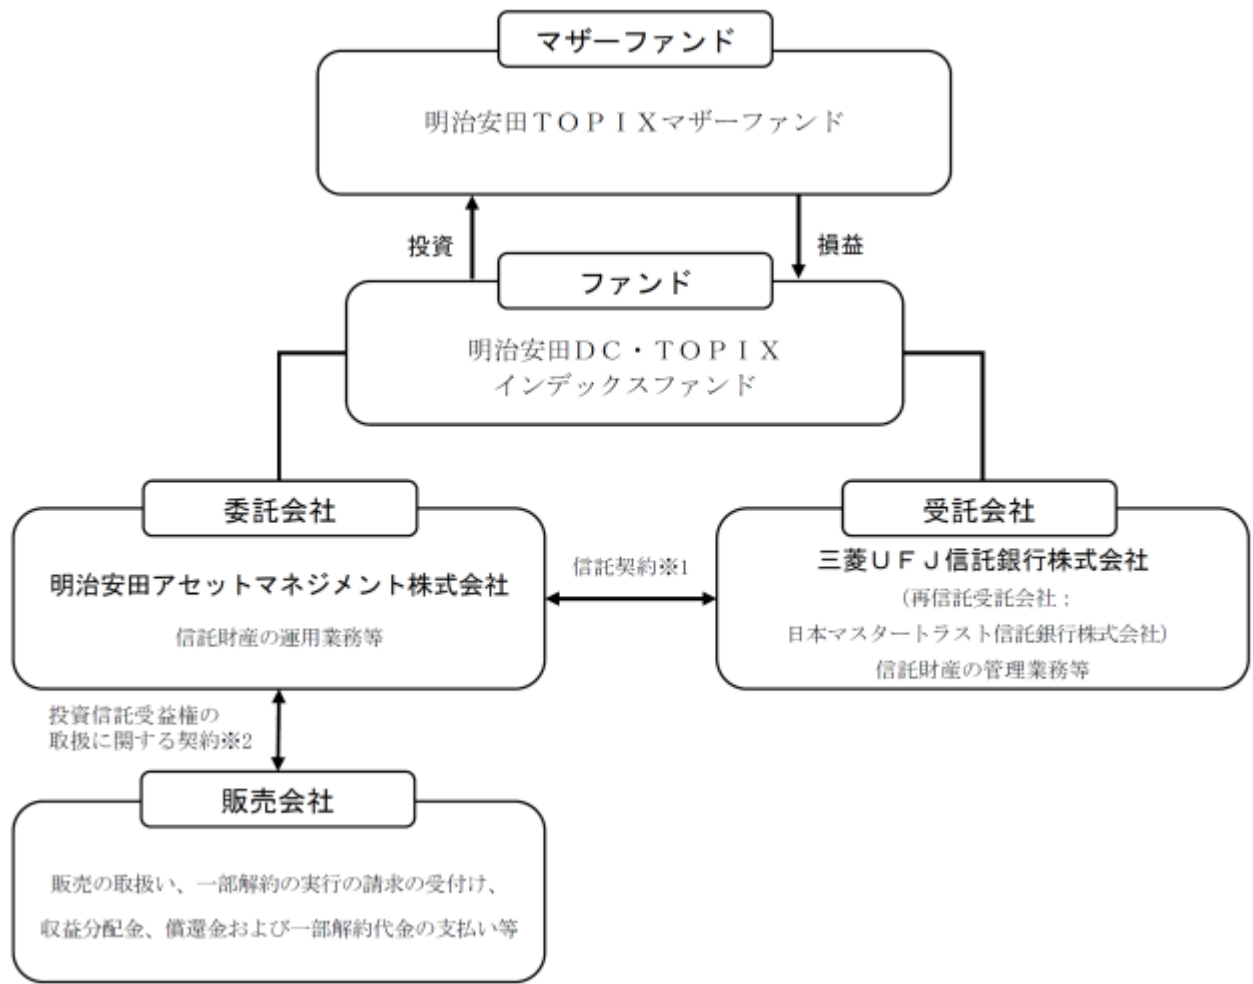 マザーファンド
明治安田ＴＯＰＩＸマザーファンド
投資
損益
ファンド
明治安田ＤＣ・ＴＯＰＩＸ
インデックスファンド
委託会社
明治安田アセットマネジメント株式会社
信託財産の運用業務等
信託契約※1
受託会社
三菱ＵＦＪ信託銀行株式会社
（再信託受託会社：
日本マスタートラスト信託銀行株式会社）
信託財産の管理業務等
投資信託受益権の
取扱に関する契約※2
販売会社
販売の取扱い、一部解約の実行の請求の受付け、
収益分配金、償還金および一部解約代金の支払い等